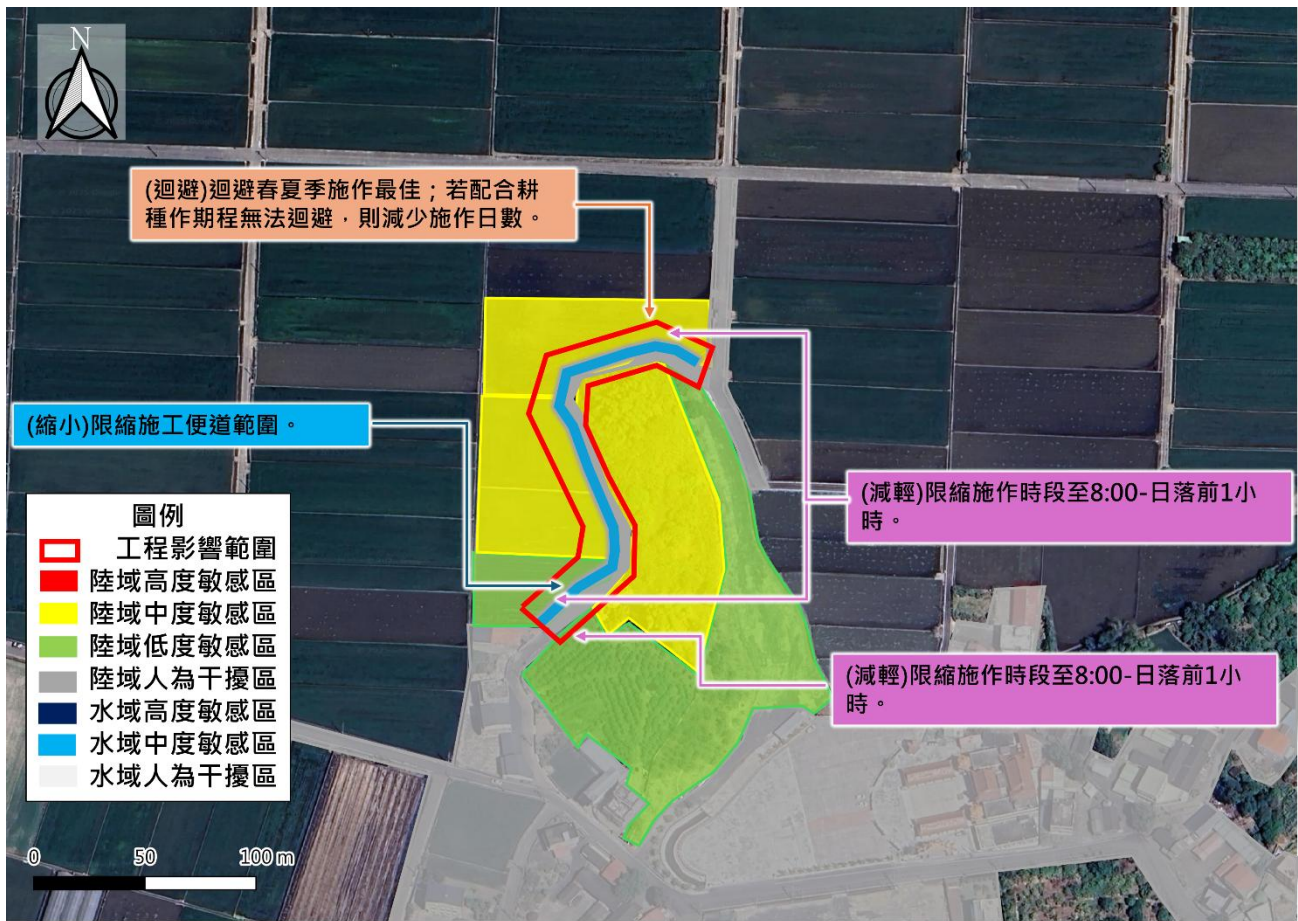 N
(迴避)迴避春夏季施作最佳；若配合耕
種作期程無法迴避，則減少施作日數。
(縮小)限縮施工便道範圍。
(減輕)限縮施作時段至8:00-日落前1小
時。
(減輕)限縮施作時段至8:00-日落前1小
時。
圖例
工程影響範圍
陸域高度敏感區
陸域中度敏感區
陸域低度敏感區
陸域人為干擾區
水域高度敏感區
水域中度敏感區
水域人為干擾區
0 50 100 m